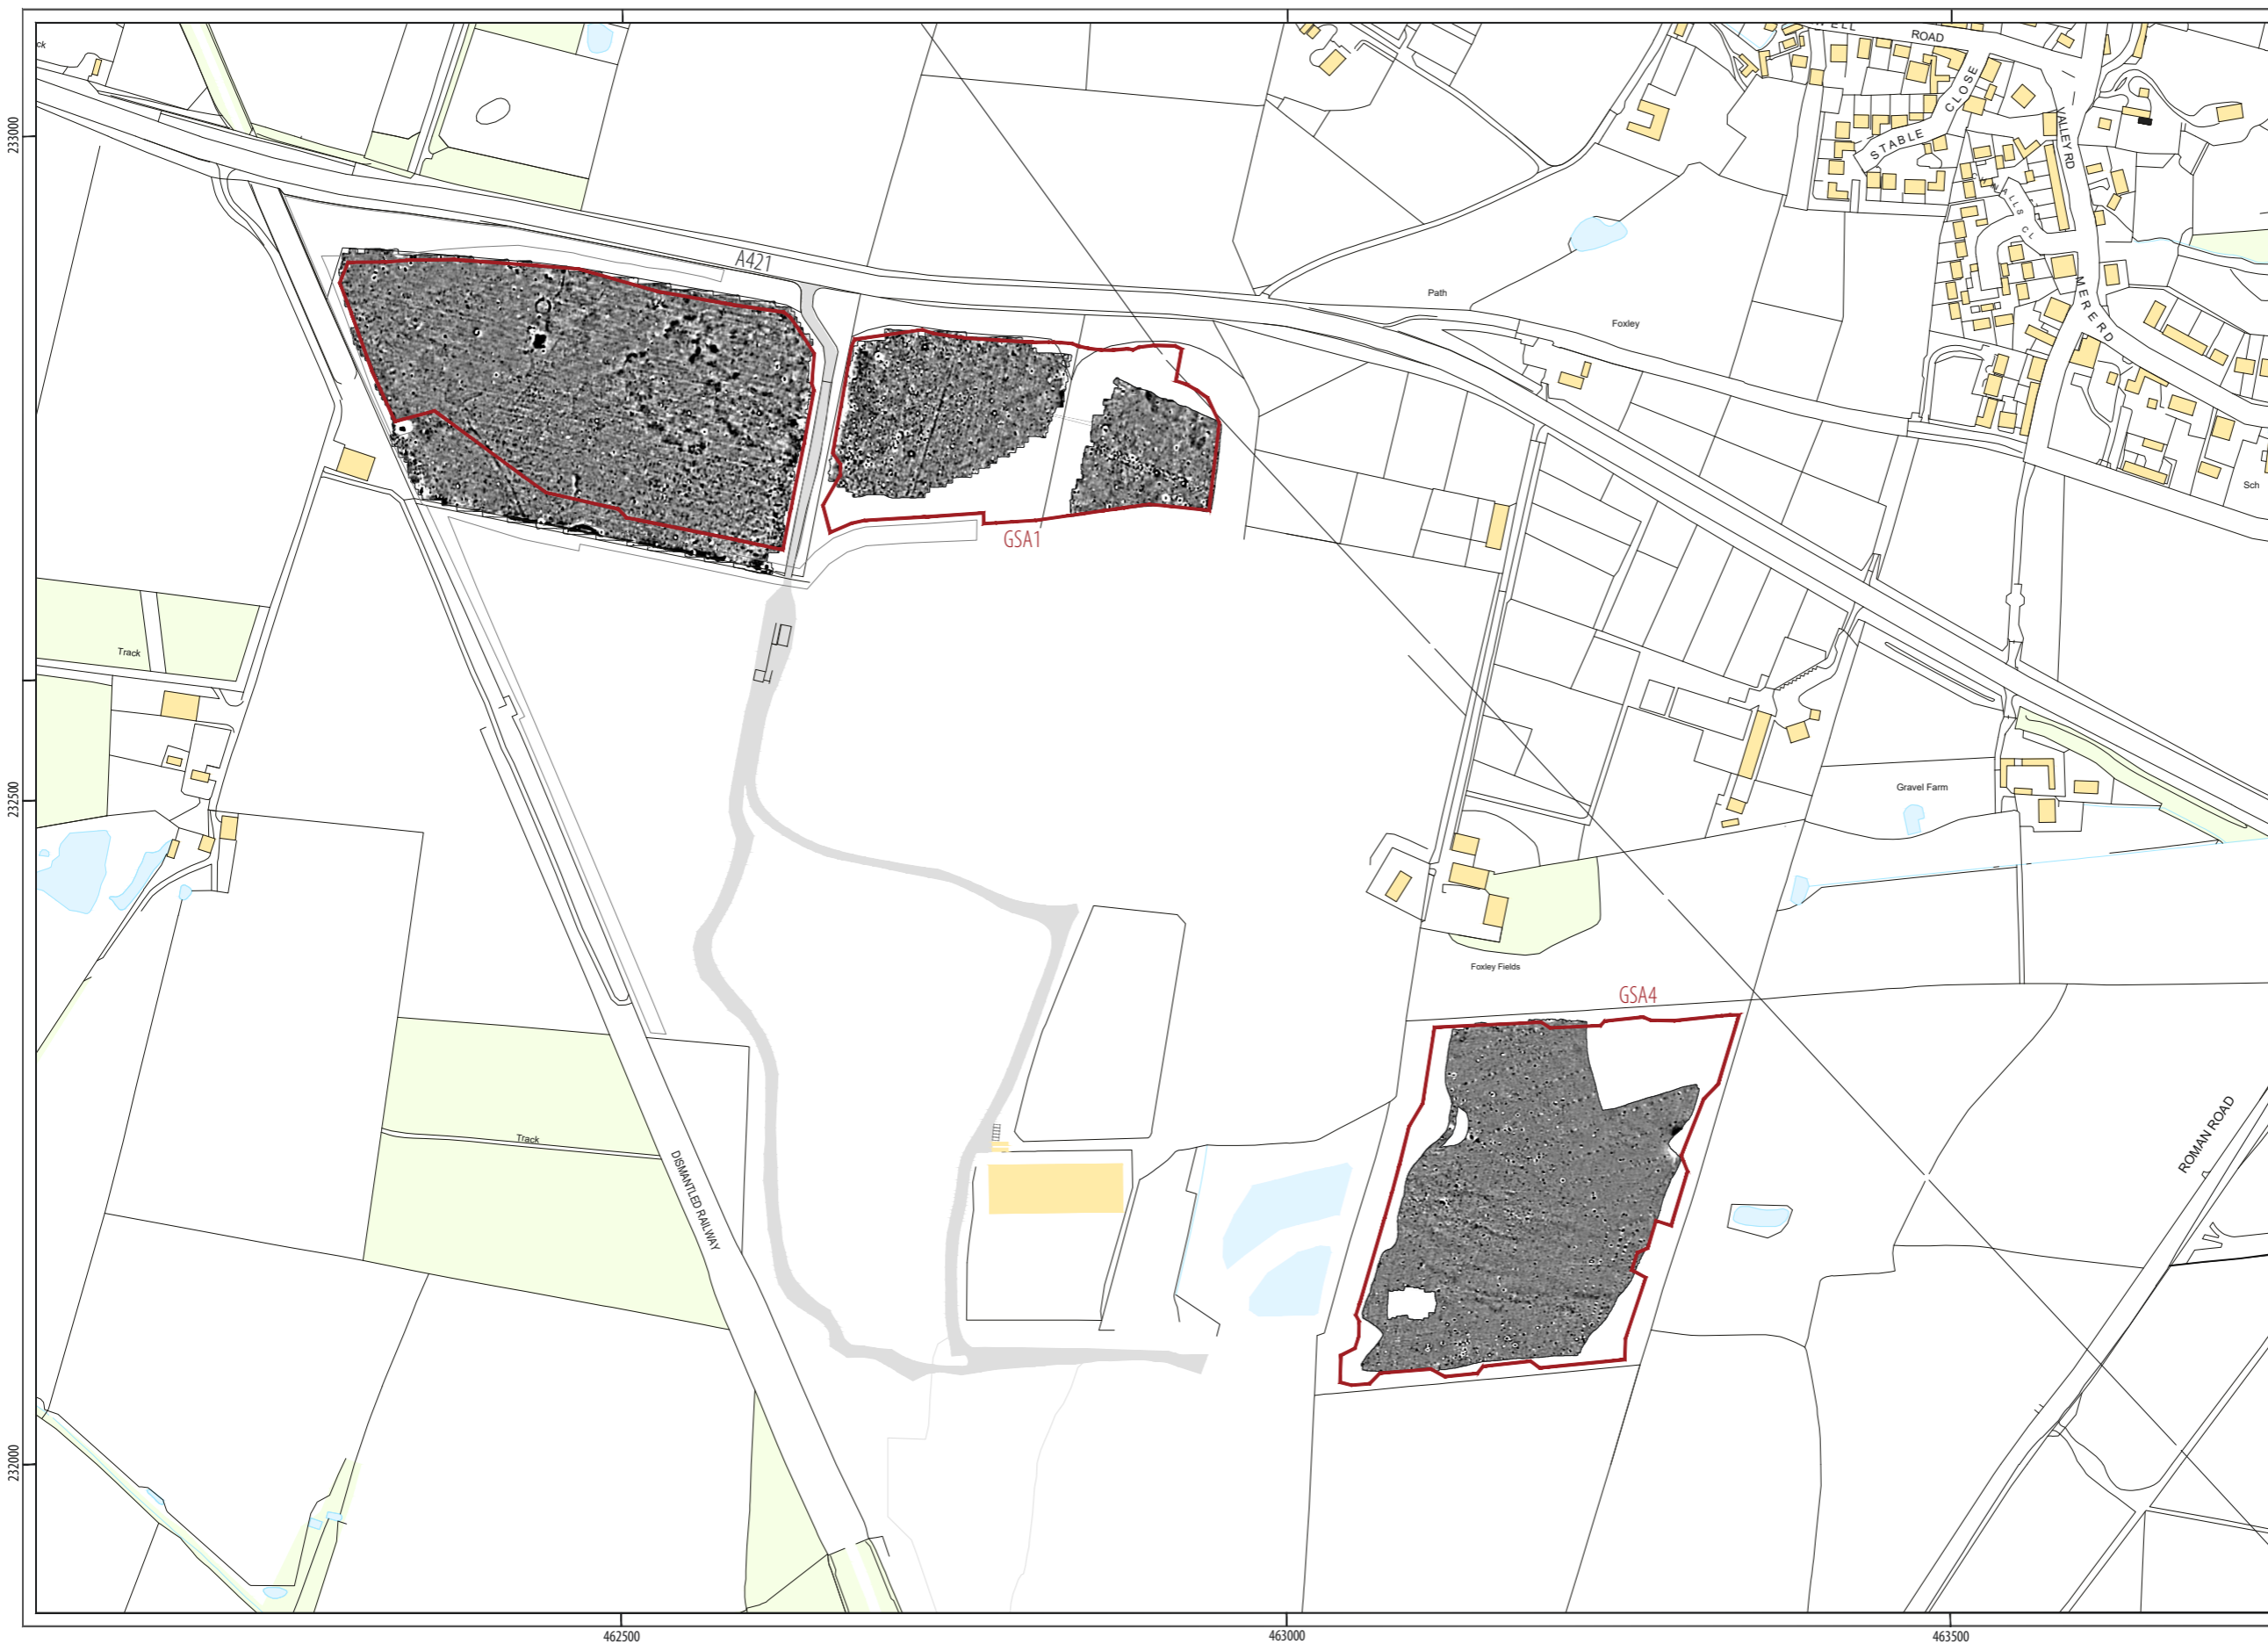 ck
ROAD
STABLE CLOSE
VALLEY RD
MERE RD
233000
A421
Path
Foxley
Sch
GSA1
Track
232500
Gravel Farm
Foxley Fields
GSA4
Track
DISMANTLED RAILWAY
ROMAN ROAD
232000
462500
463000
463500